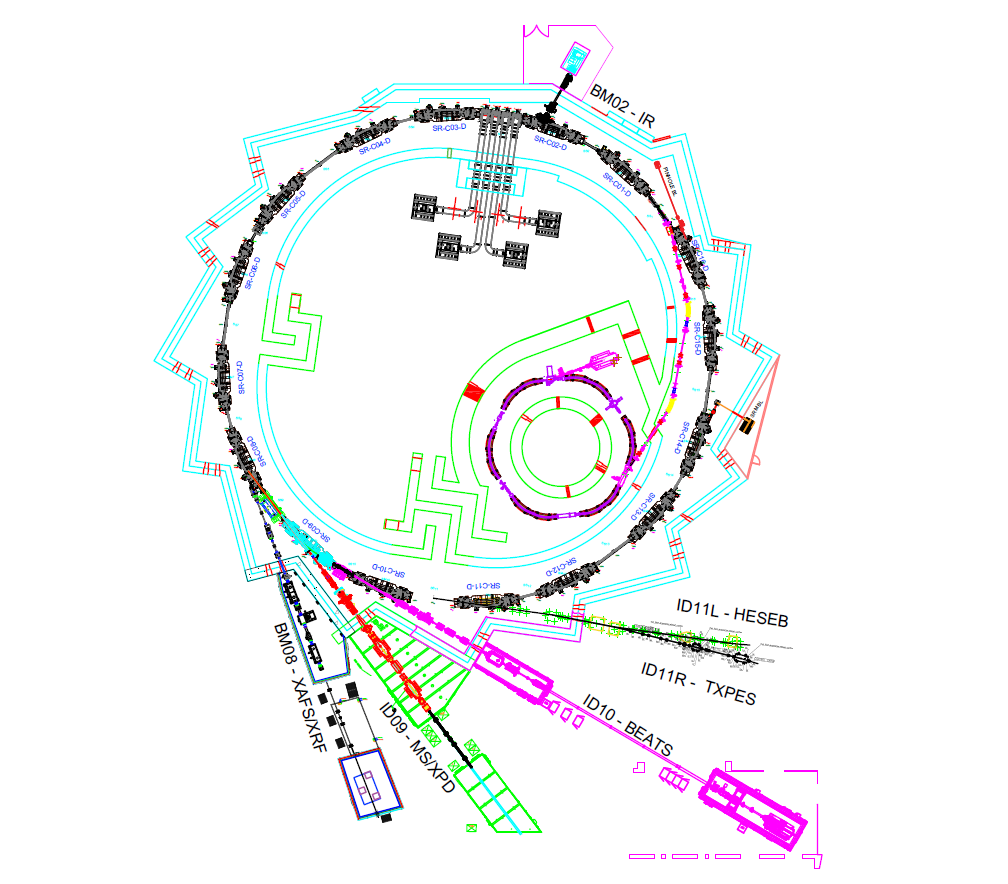 BM02 - IR
SR-C03-D
SR-C02-D
SR-C04-D
SR-C01-D
SR-C05-D
SR-C16-D
SR-C06-D
SR-C15-D
SR-C07-D
SR-C14-D
SR-C08-D
SR-C13-D
SR-C09-D
SR-C12-D
SR-C10-D
SR-C11-D
ID11L - HESEB
ID11R - TXPES
BM08 - XAFS/XRF
ID09 - MS/XPD
ID10 - BEATS